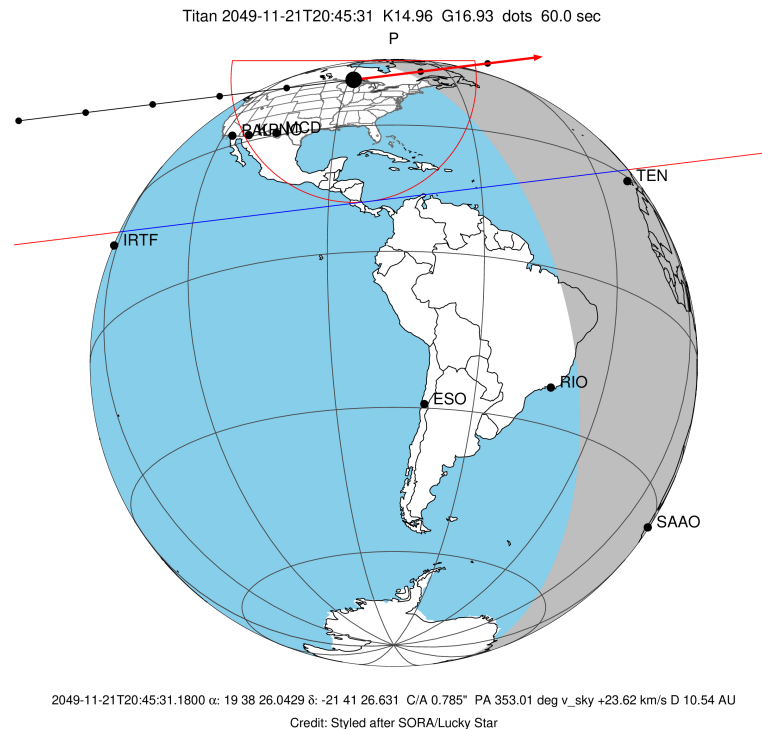 Titan 2049-11-21T20:45:31 K14.96 G16.93 dots 60.0 sec
P
KPNO MCD
TEN
IRTF
RIO
ESO
SAAO
2049-11-21T20:45:31.1800 α: 19 38 26.0429 δ: -21 41 26.631 C/A 0.785" PA 353.01 deg v_sky +23.62 km/s D 10.54 AU
Credit: Styled after SORA/Lucky Star